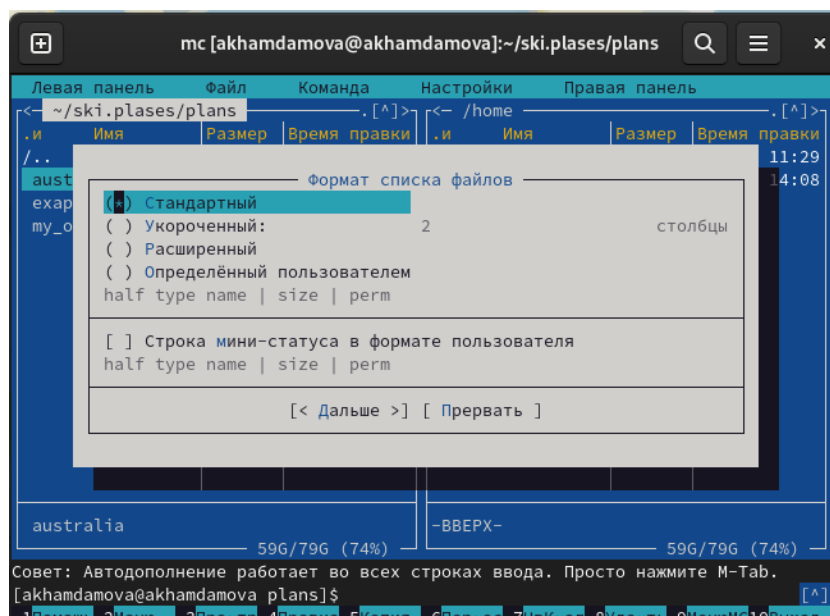 mc [akhamdamova@akhamdamova]:~/ski.plases/plans
Левая панель Файл Команда Настройки Правая панель
<─ ~/ski.plases/plans ─.[^]> <─ /home ─.[^]>
.и Имя Размер Время правки .и Имя Размер Время правки
/.. 11:29
aust 14:08
exap
my_o
Формат списка файлов
(*) Стандартный
( ) Укороченный: 2 столбцы
( ) Расширенный
( ) Определённый пользователем
half type name | size | perm
[ ] Строка мини-статуса в формате пользователя
half type name | size | perm
[< Дальше >] [ Прервать ]
australia -ВВЕРХ-
59G/79G (74%) 59G/79G (74%)
Совет: Автодополнение работает во всех строках ввода. Просто нажмите M-Tab.
[akhamdamova@akhamdamova plans]$ [^]